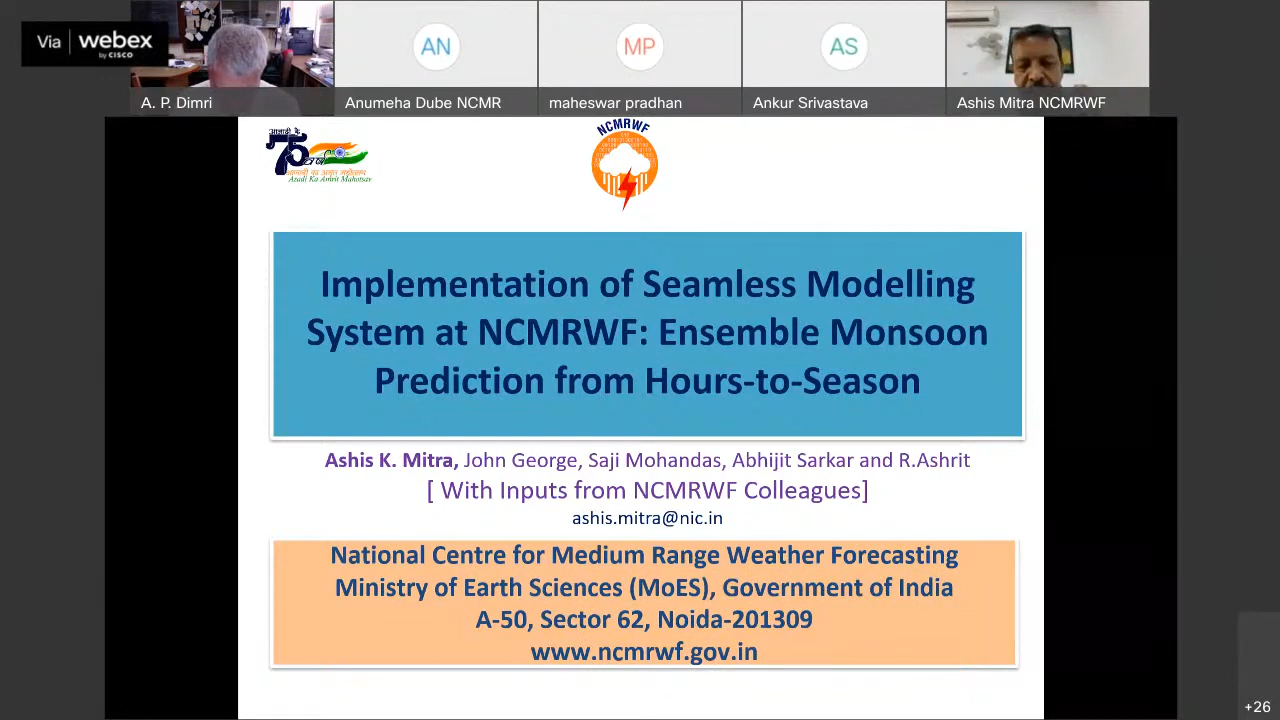 Via webex
by CISCO
AN
MP
AS
A. P. Dimri
Anumeha Dube NCMR
maheswar pradhan
Ankur Srivastava
Ashis Mitra NCMRWF
आज़ादी के
75
Azadi Ka Amrit Mahotsav
NCMRWF
Implementation of Seamless Modelling
System at NCMRWF: Ensemble Monsoon
Prediction from Hours-to-Season
Ashis K. Mitra, John George, Saji Mohandas, Abhijit Sarkar and R.Ashrit
[ With Inputs from NCMRWF Colleagues]
ashis.mitra@nic.in
National Centre for Medium Range Weather Forecasting
Ministry of Earth Sciences (MoES), Government of India
A-50, Sector 62, Noida-201309
www.ncmrwf.gov.in
+26